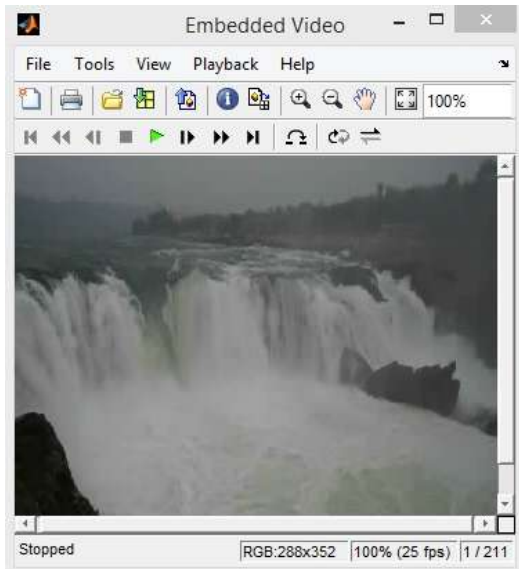 Embedded Video
File Tools View Playback Help
100%
Stopped
RGB:288x352 100% (25 fps) 1 / 211